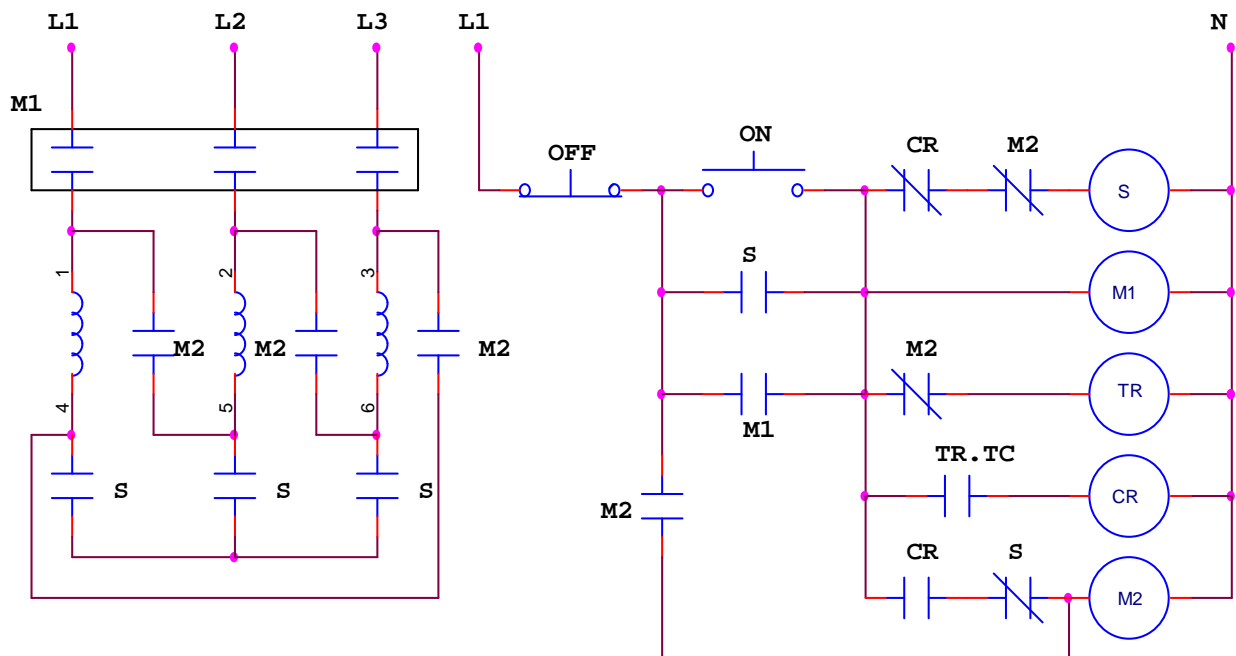 L1 L2 L3 L1 N
M1
OFF ON CR M2
S
S
M1
1 2 3
M2 M2 M2
M2
TR
4 5 6
M1
TR.TC
S S S
M2
CR
CR S
M2